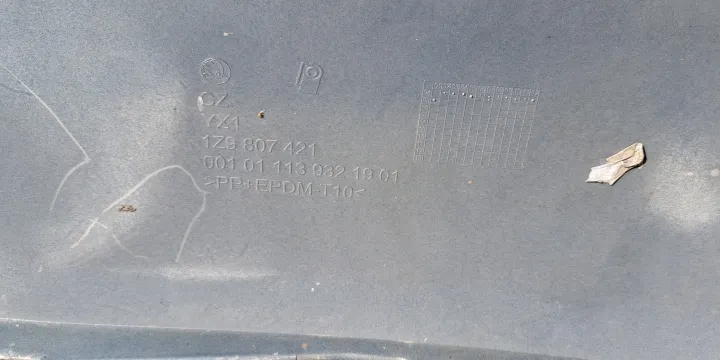 CZ
YX1
1Z9 807 421
001 01 113 932 19 01
>PP+EPDM-T10<